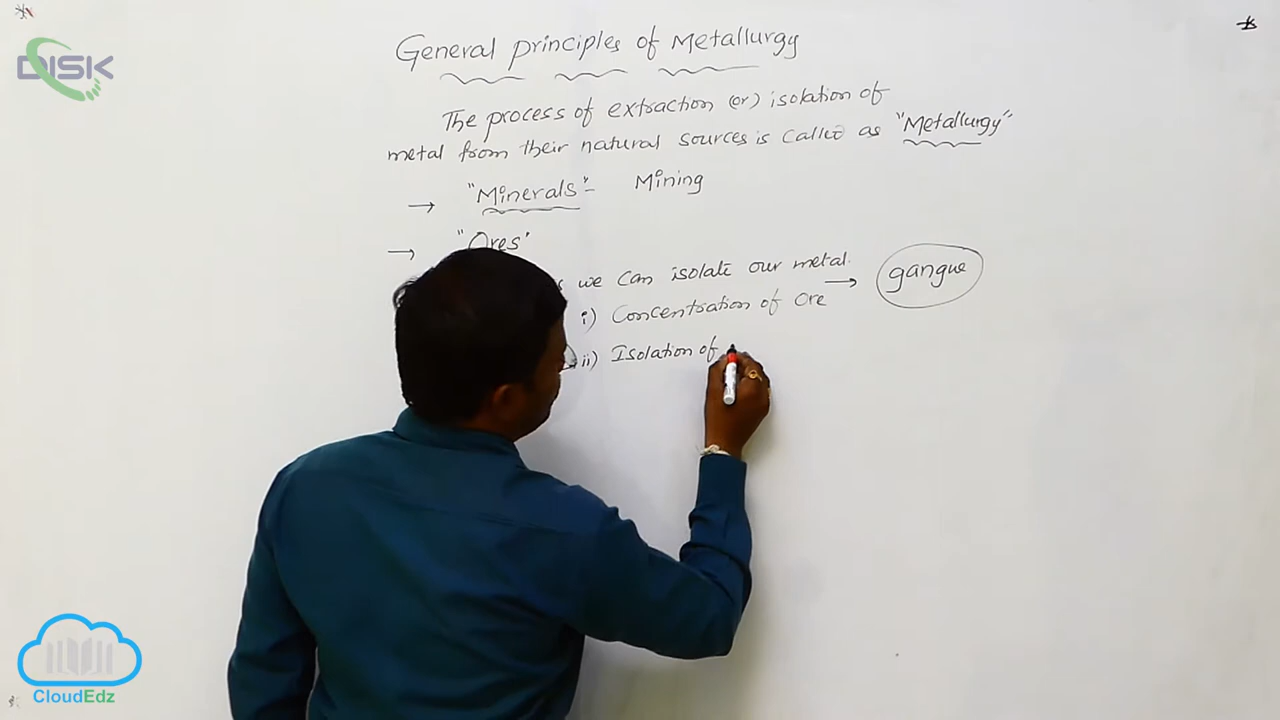 DISK
General principles of Metallurgy
The process of extraction (or) isolation of
metal from their natural sources is called as "Metallurgy"
→ "Minerals" - Mining
→ "Ores"
we can isolate our metal.
i) Concentration of Ore → gangue
ii) Isolation of
CloudEdz